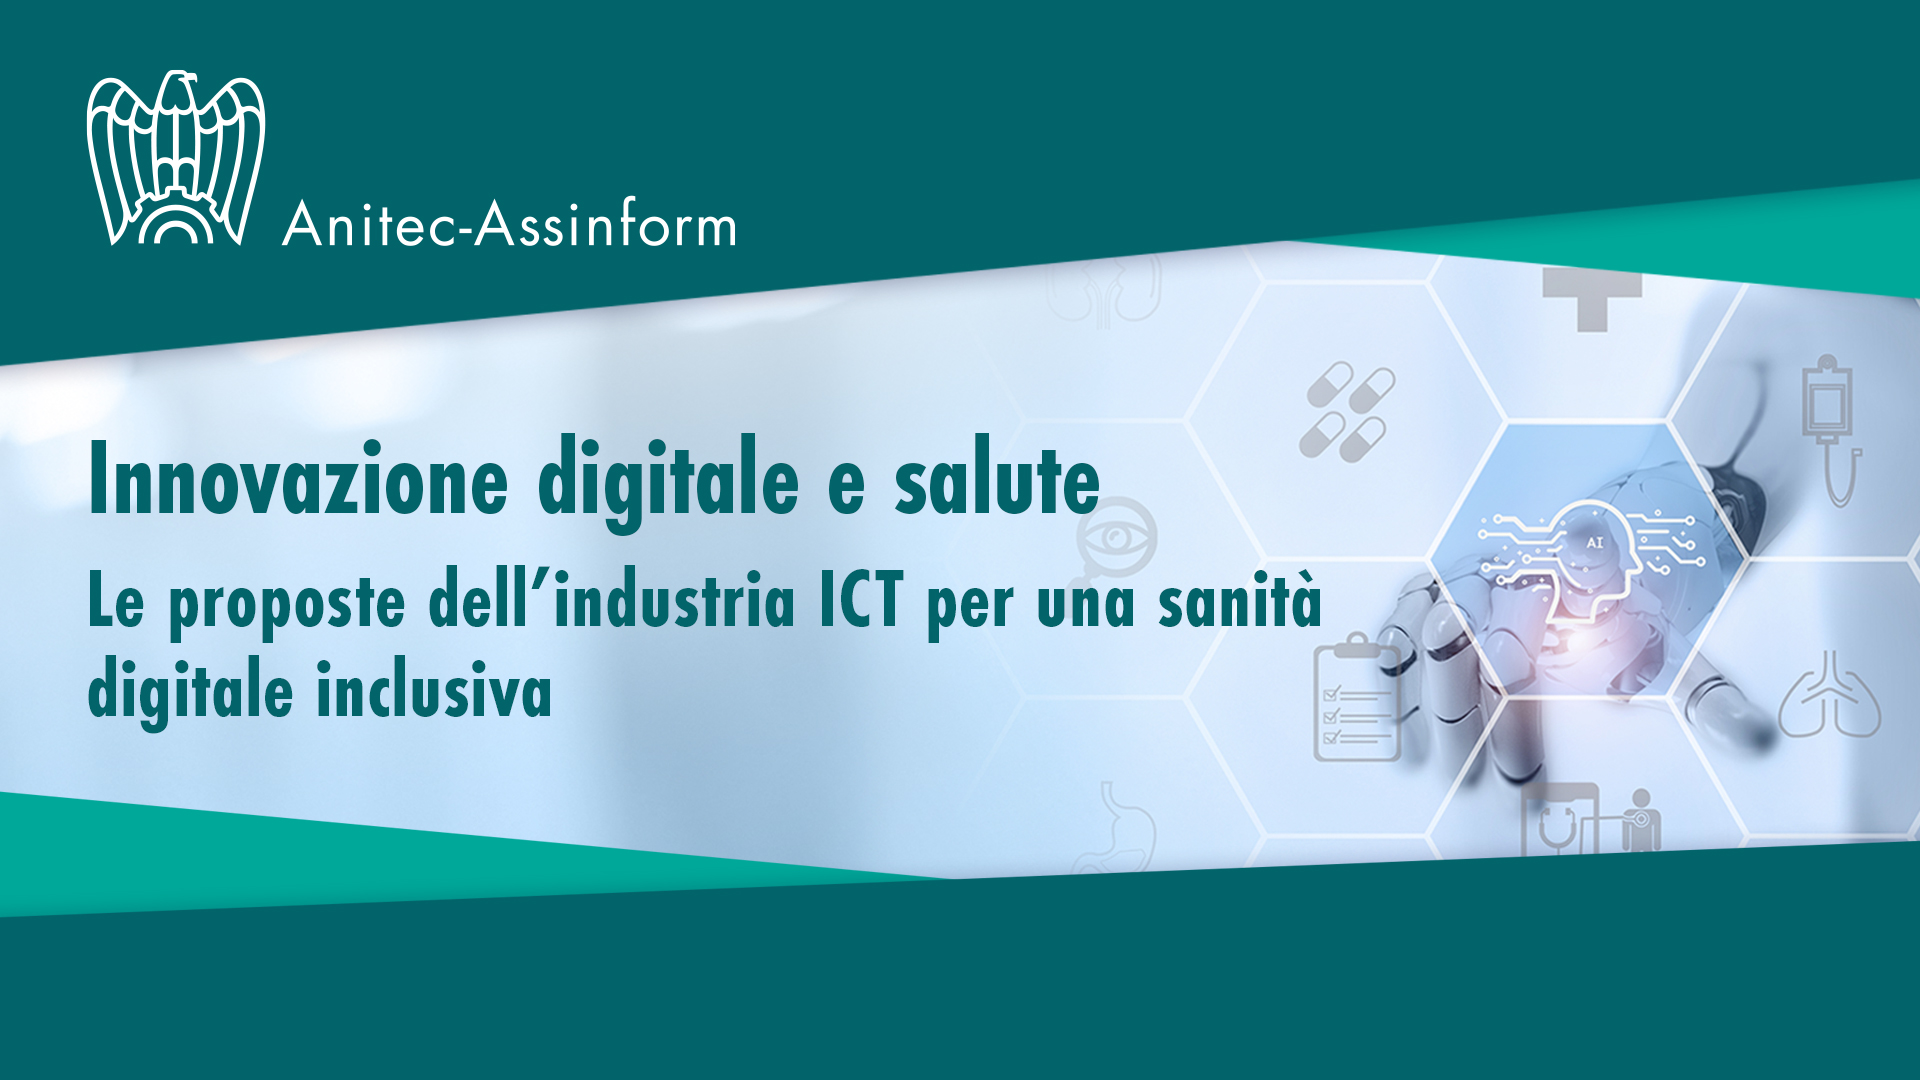 Anitec-Assinform
Innovazione digitale e salute
Le proposte dell’industria ICT per una sanità
digitale inclusiva
AI